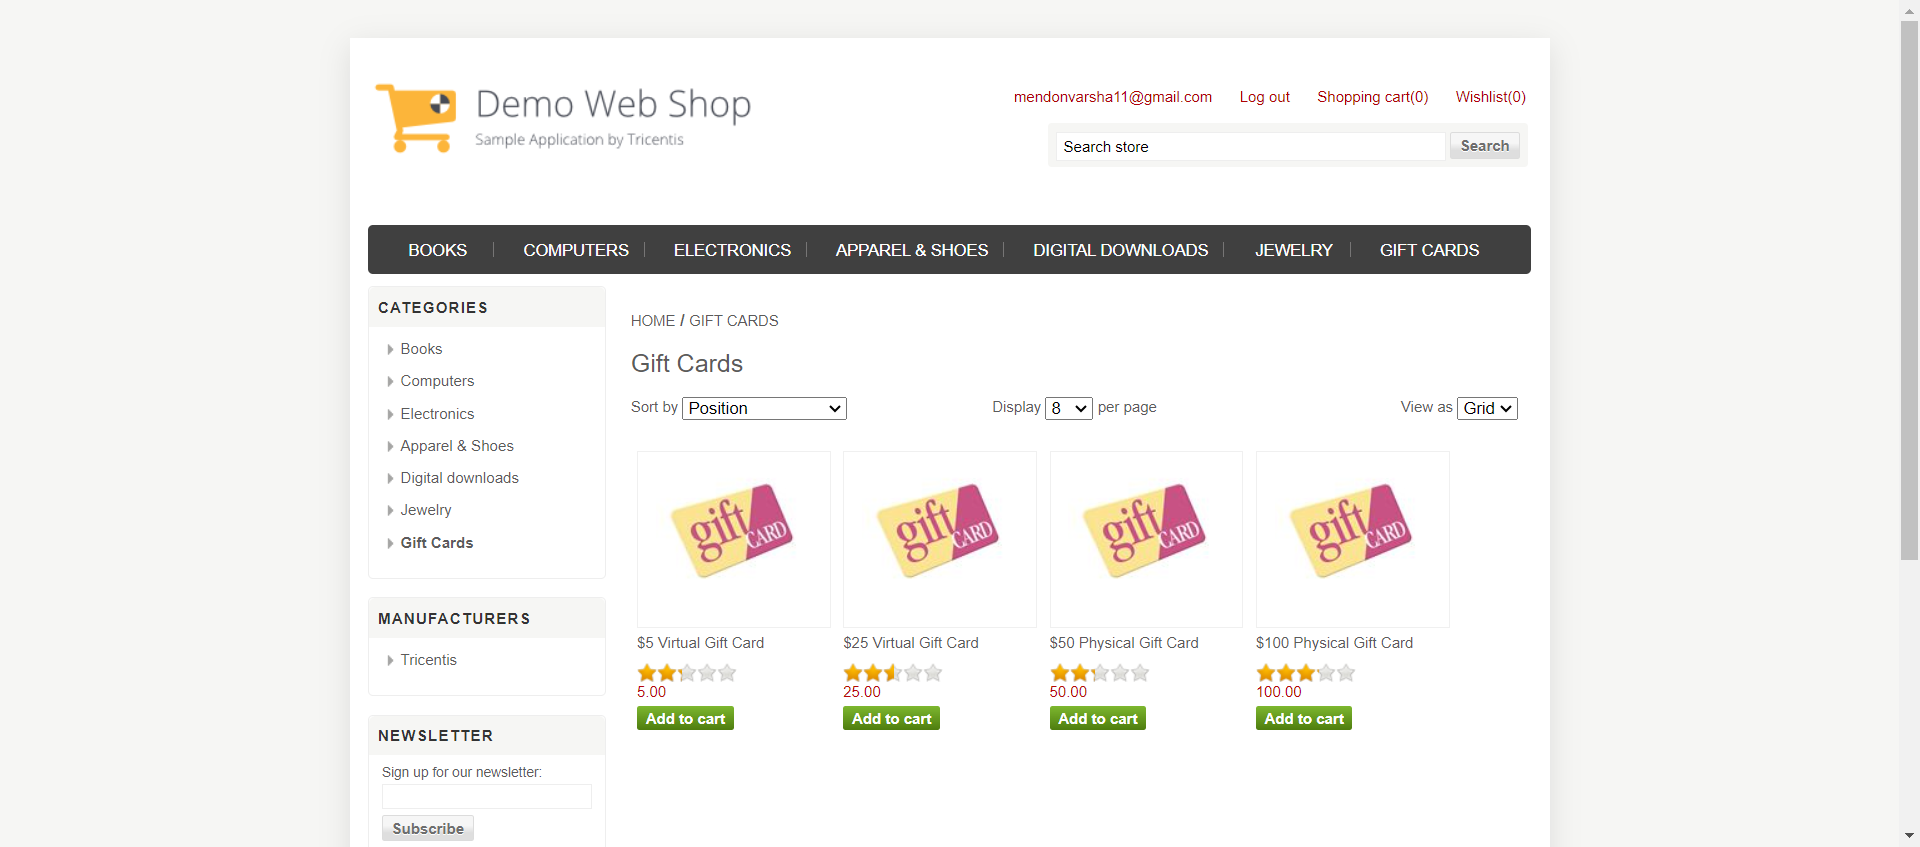 Demo Web Shop
Sample Application by Tricentis
mendonvarsha11@gmail.com Log out Shopping cart(0) Wishlist(0)
Search store Search
BOOKS COMPUTERS ELECTRONICS APPAREL & SHOES DIGITAL DOWNLOADS JEWELRY GIFT CARDS
CATEGORIES
Books
Computers
Electronics
Apparel & Shoes
Digital downloads
Jewelry
Gift Cards
MANUFACTURERS
Tricentis
NEWSLETTER
Sign up for our newsletter:
Subscribe
HOME / GIFT CARDS
Gift Cards
Sort by Position Display 8 per page View as Grid
gift CARD gift CARD gift CARD gift CARD
$5 Virtual Gift Card $25 Virtual Gift Card $50 Physical Gift Card $100 Physical Gift Card
5.00 25.00 50.00 100.00
Add to cart Add to cart Add to cart Add to cart